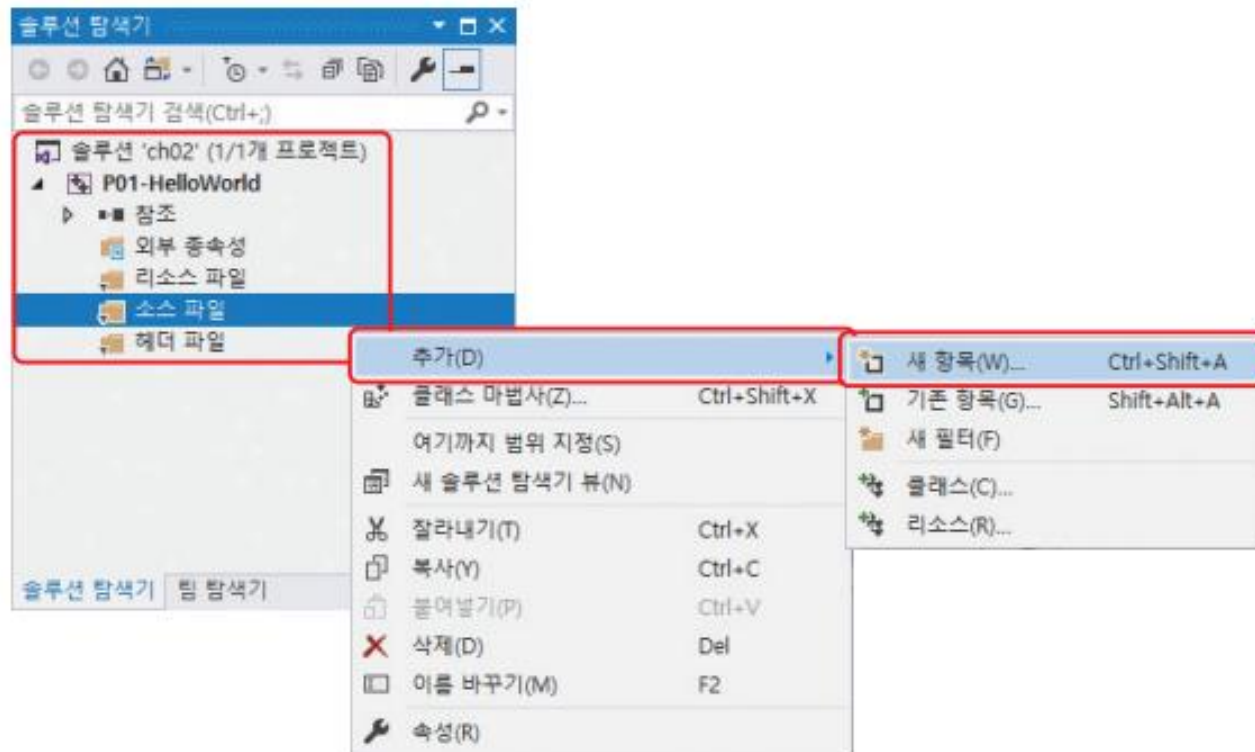 솔루션 탐색기
솔루션 탐색기 검색(Ctrl+;)
솔루션 'ch02' (1/1개 프로젝트)
P01-HelloWorld
참조
외부 종속성
리소스 파일
소스 파일
헤더 파일
솔루션 탐색기 팀 탐색기
추가(D)
클래스 마법사(Z)... Ctrl+Shift+X
여기까지 범위 지정(S)
새 솔루션 탐색기 뷰(N)
잘라내기(T) Ctrl+X
복사(Y) Ctrl+C
붙여넣기(P) Ctrl+V
삭제(D) Del
이름 바꾸기(M) F2
속성(R)
새 항목(W)... Ctrl+Shift+A
기존 항목(G)... Shift+Alt+A
새 필터(F)
클래스(C)...
리소스(R)...